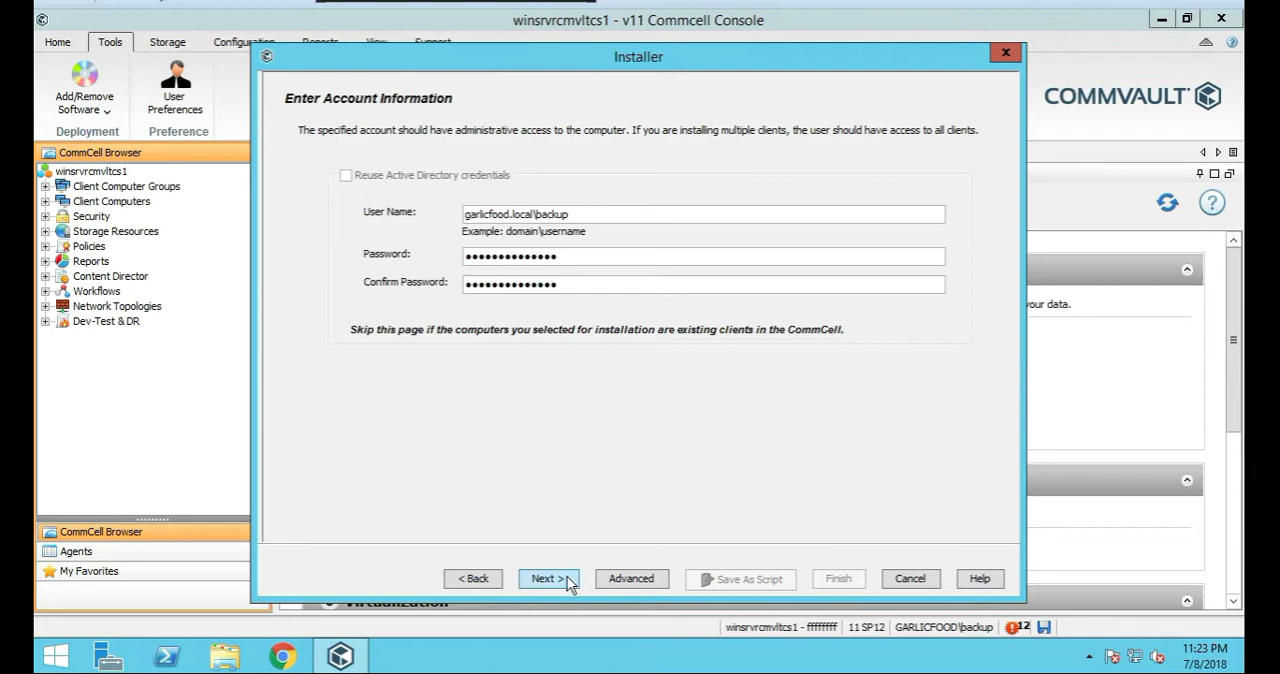 winsrvrcmvltcs1 - v11 Commcell Console
Home Tools Storage
Installer
Add/Remove
Software
User
Preferences
Deployment Preference
COMMVAULT
CommCell Browser
winsrvrcmvltcs1
Client Computer Groups
Client Computers
Security
Storage Resources
Policies
Reports
Content Director
Workflows
Network Topologies
Dev-Test & DR
CommCell Browser
Agents
My Favorites
Enter Account Information
The specified account should have administrative access to the computer. If you are installing multiple clients, the user should have access to all clients.
Reuse Active Directory credentials
User Name: garlicfood.local\backup
Example: domain\username
Password: ••••••••••••••
Confirm Password: ••••••••••••••
Skip this page if the computers you selected for installation are existing clients in the CommCell.
< Back Next > Advanced Save As Script Finish Cancel Help
your data.
Virtualization
winsrvrcmvltcs1 - ffffffff 11 SP12 GARLICFOOD\backup 12
11:23 PM
7/8/2018